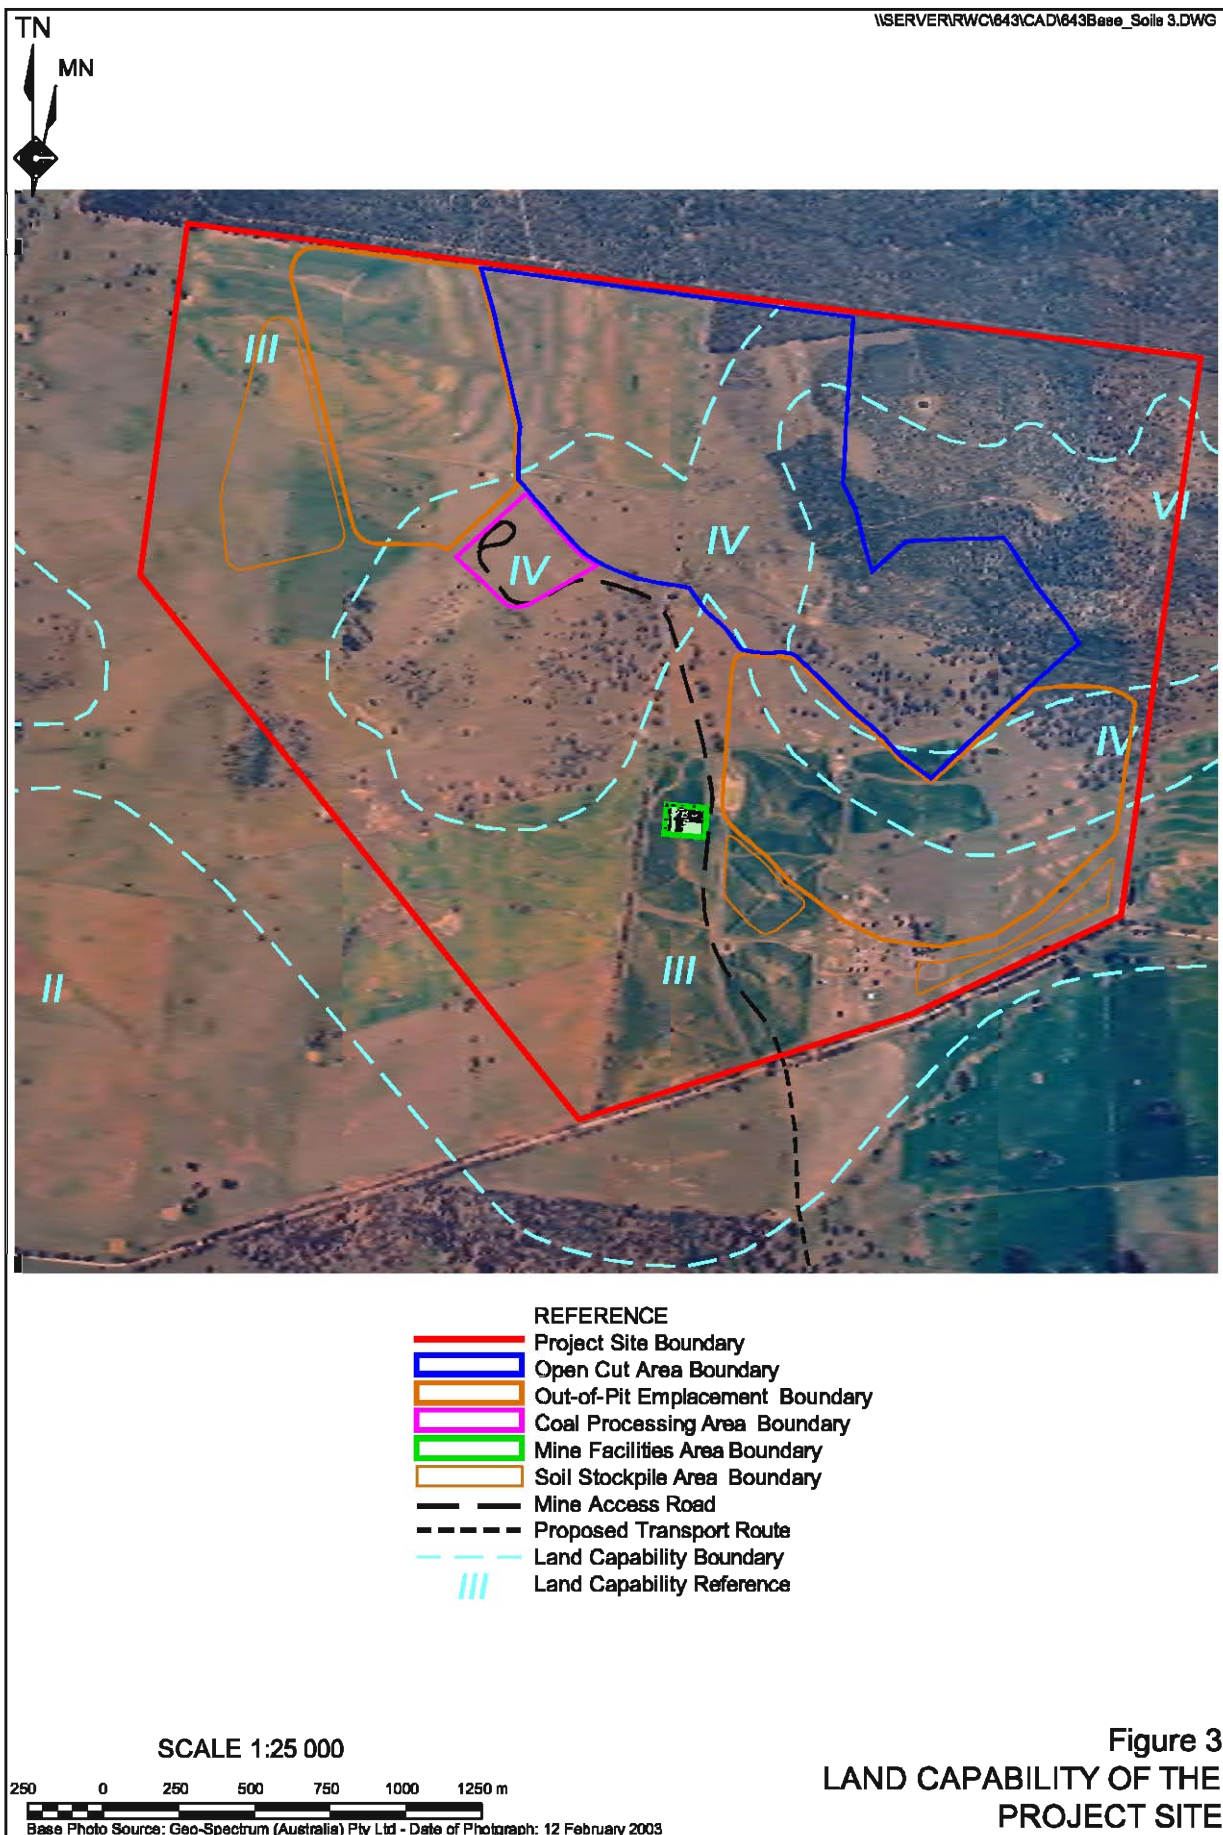 \\SERVER\RWC\643\CAD\643Base_Soils 3.DWG
TN
MN
III
IV
IV
VI
IV
II
III
REFERENCE
Project Site Boundary
Open Cut Area Boundary
Out-of-Pit Emplacement Boundary
Coal Processing Area Boundary
Mine Facilities Area Boundary
Soil Stockpile Area Boundary
Mine Access Road
Proposed Transport Route
Land Capability Boundary
III Land Capability Reference
SCALE 1:25 000
250 0 250 500 750 1000 1250 m
Base Photo Source: Geo-Spectrum (Australia) Pty Ltd - Date of Photgraph: 12 February 2003
Figure 3
LAND CAPABILITY OF THE
PROJECT SITE